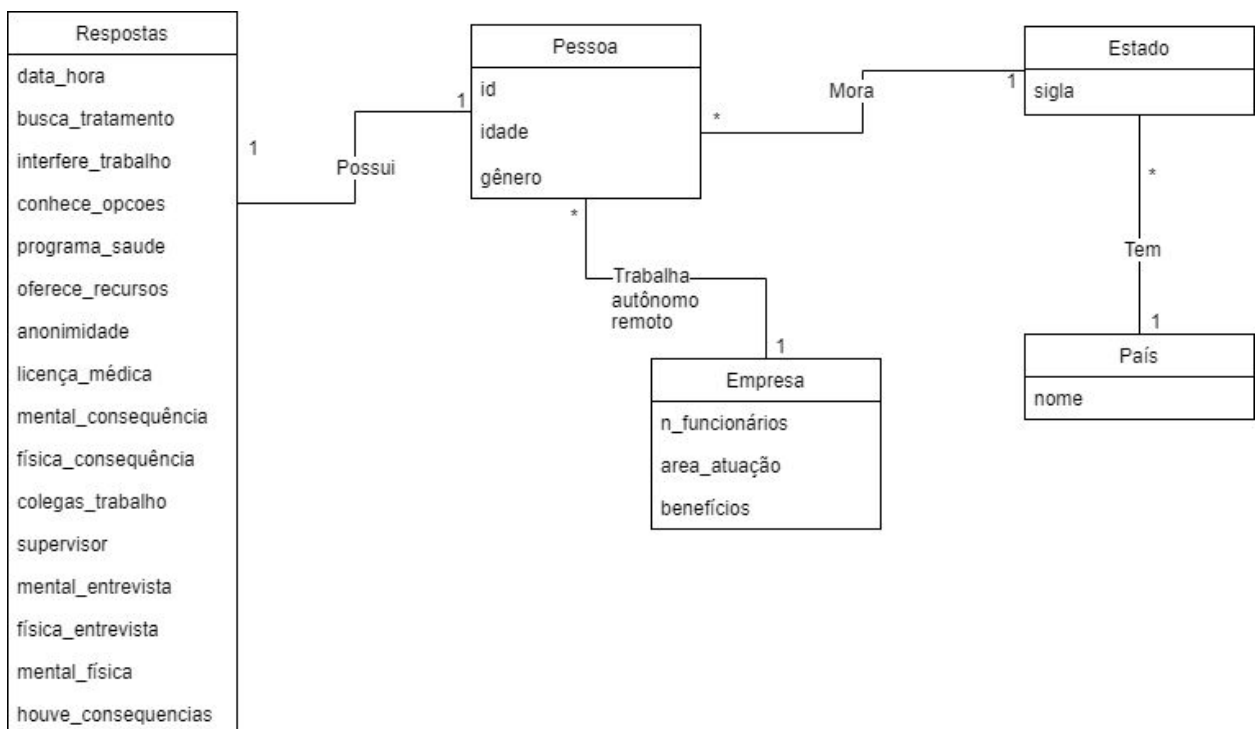 Respostas
data_hora
busca_tratamento
interfere_trabalho
conhece_opcoes
programa_saude
oferece_recursos
anonimidade
licença_médica
mental_consequência
física_consequência
colegas_trabalho
supervisor
mental_entrevista
física_entrevista
mental_física
houve_consequencias
1
Possui
1
Pessoa
id
idade
gênero
*
Mora
1
Estado
sigla
*
Tem
1
País
nome
*
Trabalha
autônomo
remoto
1
Empresa
n_funcionários
area_atuação
benefícios